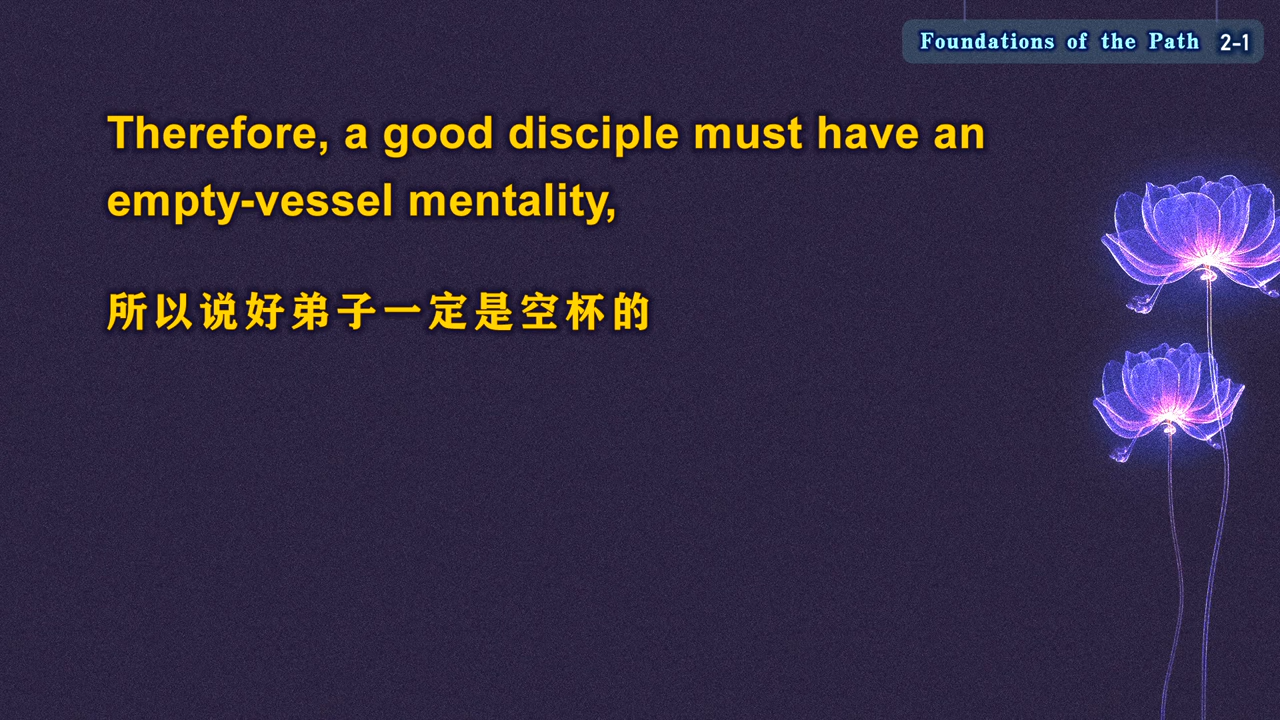 Foundations of the Path 2-1
Therefore, a good disciple must have an
empty-vessel mentality,
所以说好弟子一定是空杯的